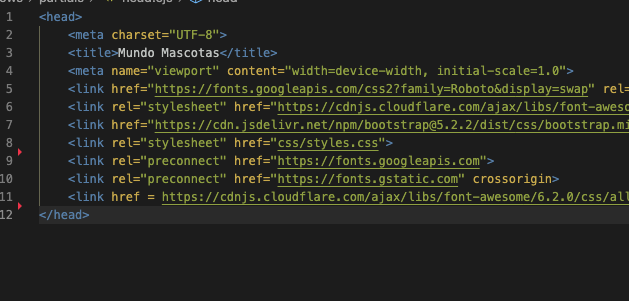 partials
head
1 <head>
2 <meta charset="UTF-8">
3 <title>Mundo Mascotas</title>
4 <meta name="viewport" content="width=device-width, initial-scale=1.0">
5 <link href="https://fonts.googleapis.com/css2?family=Roboto&display=swap" rel=
6 <link rel="stylesheet" href="https://cdnjs.cloudflare.com/ajax/libs/font-aweso
7 <link href="https://cdn.jsdelivr.net/npm/bootstrap@5.2.2/dist/css/bootstrap.mi
8 <link rel="stylesheet" href="css/styles.css">
9 <link rel="preconnect" href="https://fonts.googleapis.com">
10 <link rel="preconnect" href="https://fonts.gstatic.com" crossorigin>
11 <link href = https://cdnjs.cloudflare.com/ajax/libs/font-awesome/6.2.0/css/all
12 </head>